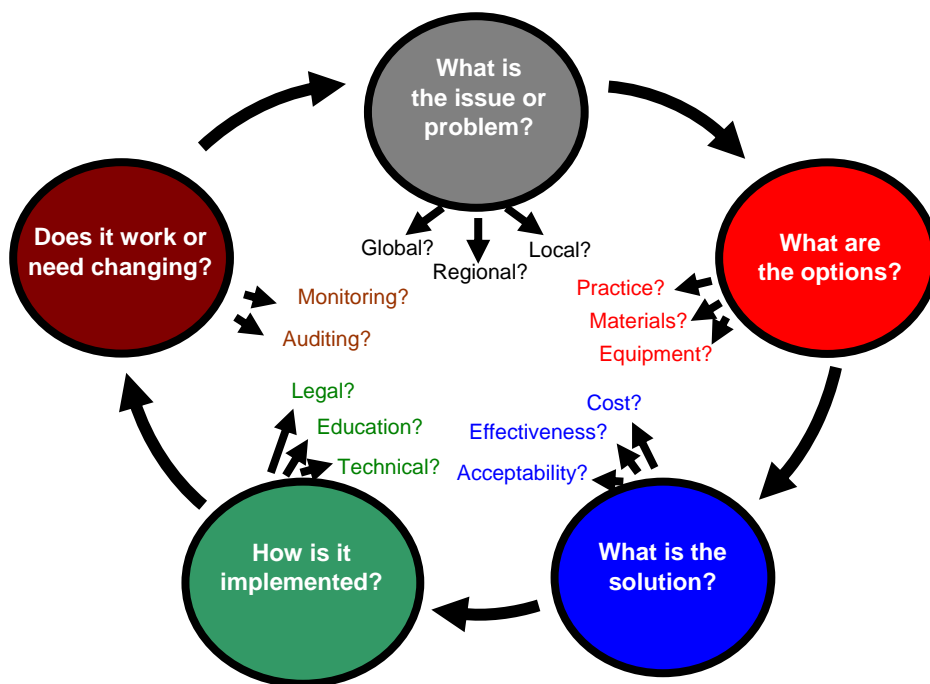 What is
the issue or
problem?
Global?
Regional?
Local?
What are
the options?
Practice?
Materials?
Equipment?
What is the
solution?
Cost?
Effectiveness?
Acceptability?
How is it
implemented?
Legal?
Education?
Technical?
Does it work or
need changing?
Monitoring?
Auditing?